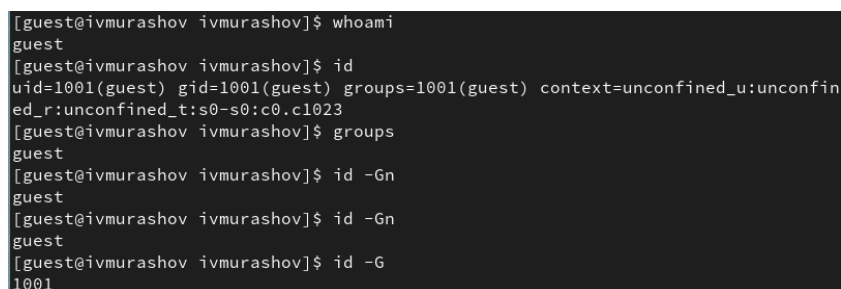 [guest@ivmurashov ivmurashov]$ whoami
guest
[guest@ivmurashov ivmurashov]$ id
uid=1001(guest) gid=1001(guest) groups=1001(guest) context=unconfined_u:unconfin
ed_r:unconfined_t:s0-s0:c0.c1023
[guest@ivmurashov ivmurashov]$ groups
guest
[guest@ivmurashov ivmurashov]$ id -Gn
guest
[guest@ivmurashov ivmurashov]$ id -Gn
guest
[guest@ivmurashov ivmurashov]$ id -G
1001